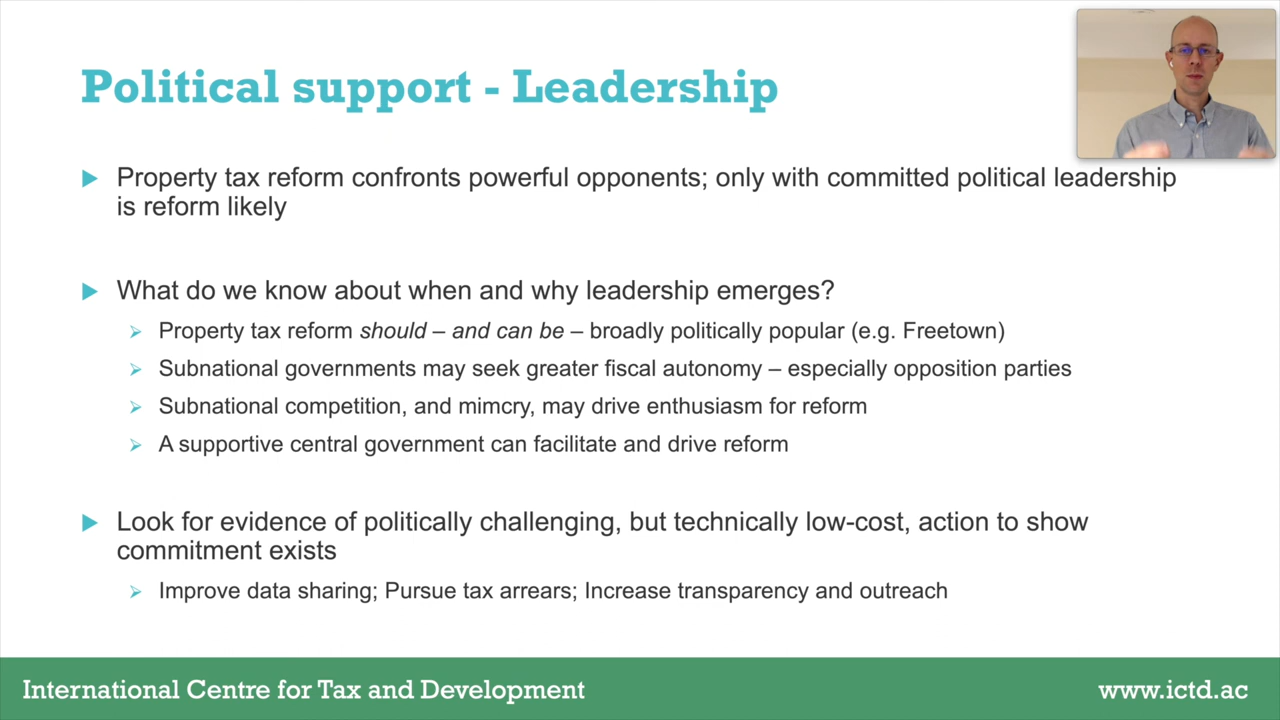 Political support - Leadership
Property tax reform confronts powerful opponents; only with committed political leadership
is reform likely
What do we know about when and why leadership emerges?
Property tax reform should – and can be – broadly politically popular (e.g. Freetown)
Subnational governments may seek greater fiscal autonomy – especially opposition parties
Subnational competition, and mimcry, may drive enthusiasm for reform
A supportive central government can facilitate and drive reform
Look for evidence of politically challenging, but technically low-cost, action to show
commitment exists
Improve data sharing; Pursue tax arrears; Increase transparency and outreach
International Centre for Tax and Development
www.ictd.ac